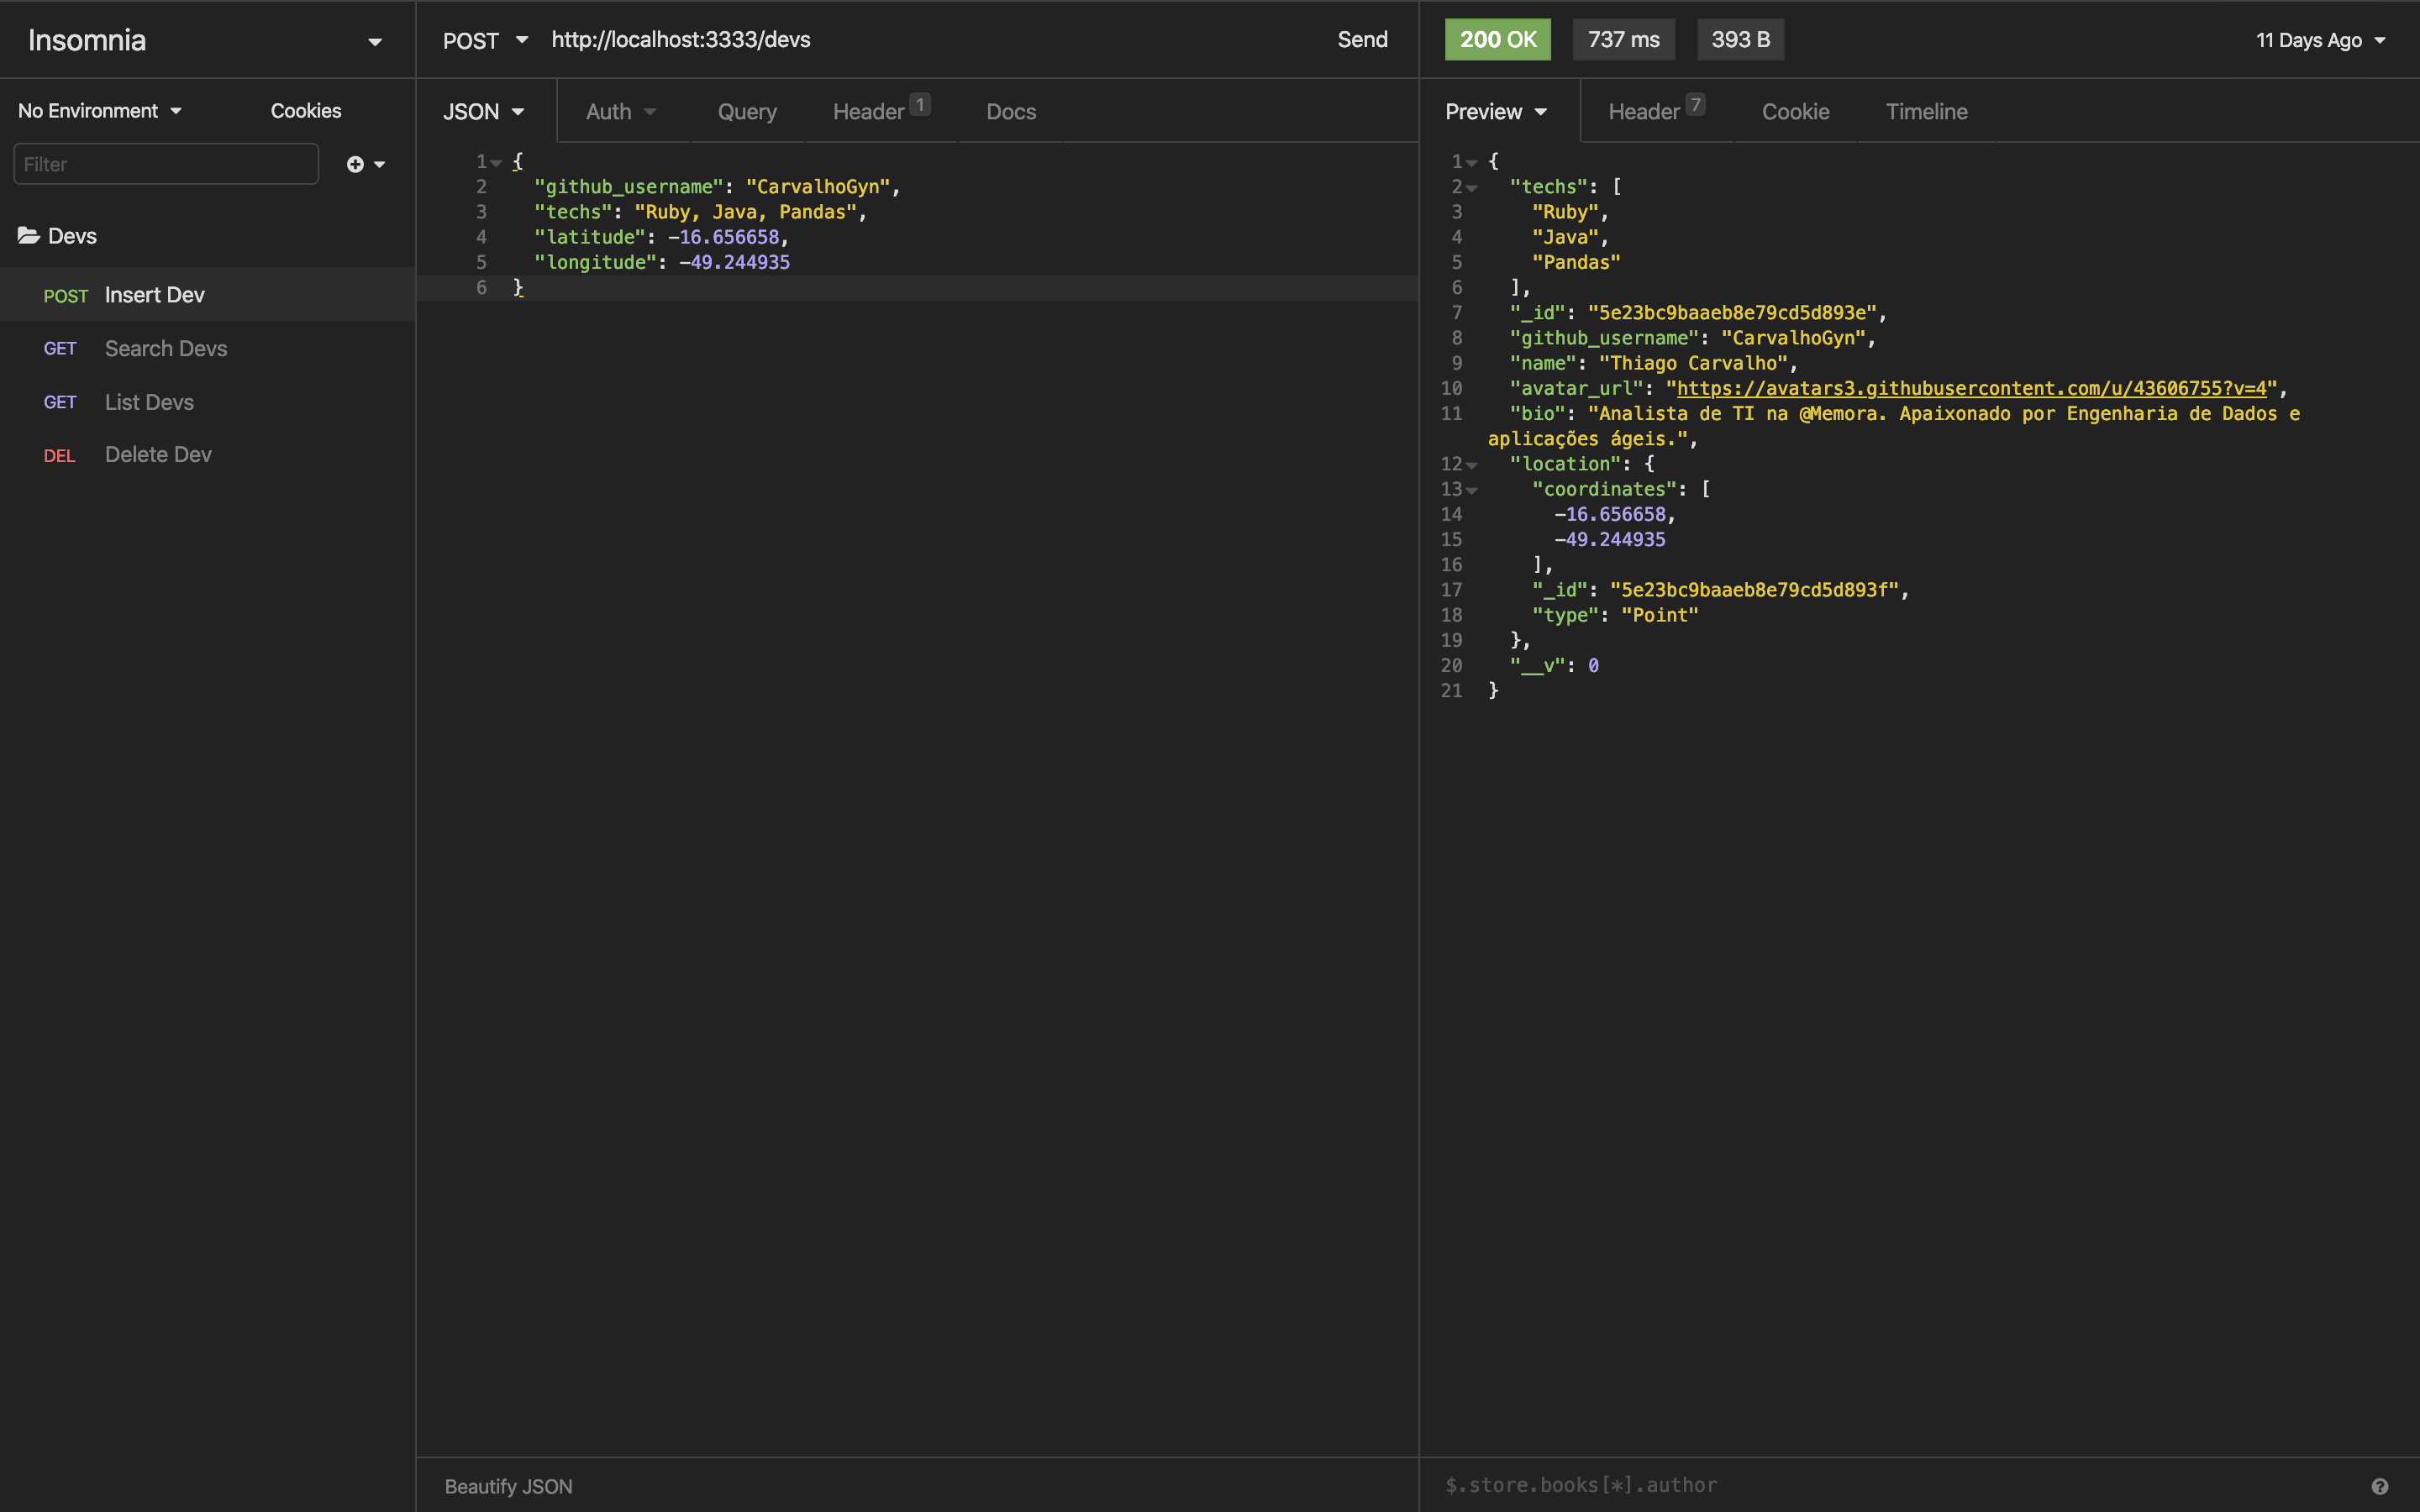 Insomnia
No Environment
Cookies
Filter
Devs
POST Insert Dev
GET Search Devs
GET List Devs
DEL Delete Dev
POST http://localhost:3333/devs Send
JSON Auth Query Header 1 Docs
1 {
2 "github_username": "CarvalhoGyn",
3 "techs": "Ruby, Java, Pandas",
4 "latitude": -16.656658,
5 "longitude": -49.244935
6 }
Beautify JSON
200 OK 737 ms 393 B 11 Days Ago
Preview Header 7 Cookie Timeline
1 {
2 "techs": [
3 "Ruby",
4 "Java",
5 "Pandas"
6 ],
7 "_id": "5e23bc9baaeb8e79cd5d893e",
8 "github_username": "CarvalhoGyn",
9 "name": "Thiago Carvalho",
10 "avatar_url": "https://avatars3.githubusercontent.com/u/43606755?v=4",
11 "bio": "Analista de TI na @Memora. Apaixonado por Engenharia de Dados e
aplicações ágeis.",
12 "location": {
13 "coordinates": [
14 -16.656658,
15 -49.244935
16 ],
17 "_id": "5e23bc9baaeb8e79cd5d893f",
18 "type": "Point"
19 },
20 "__v": 0
21 }
$.store.books[*].author